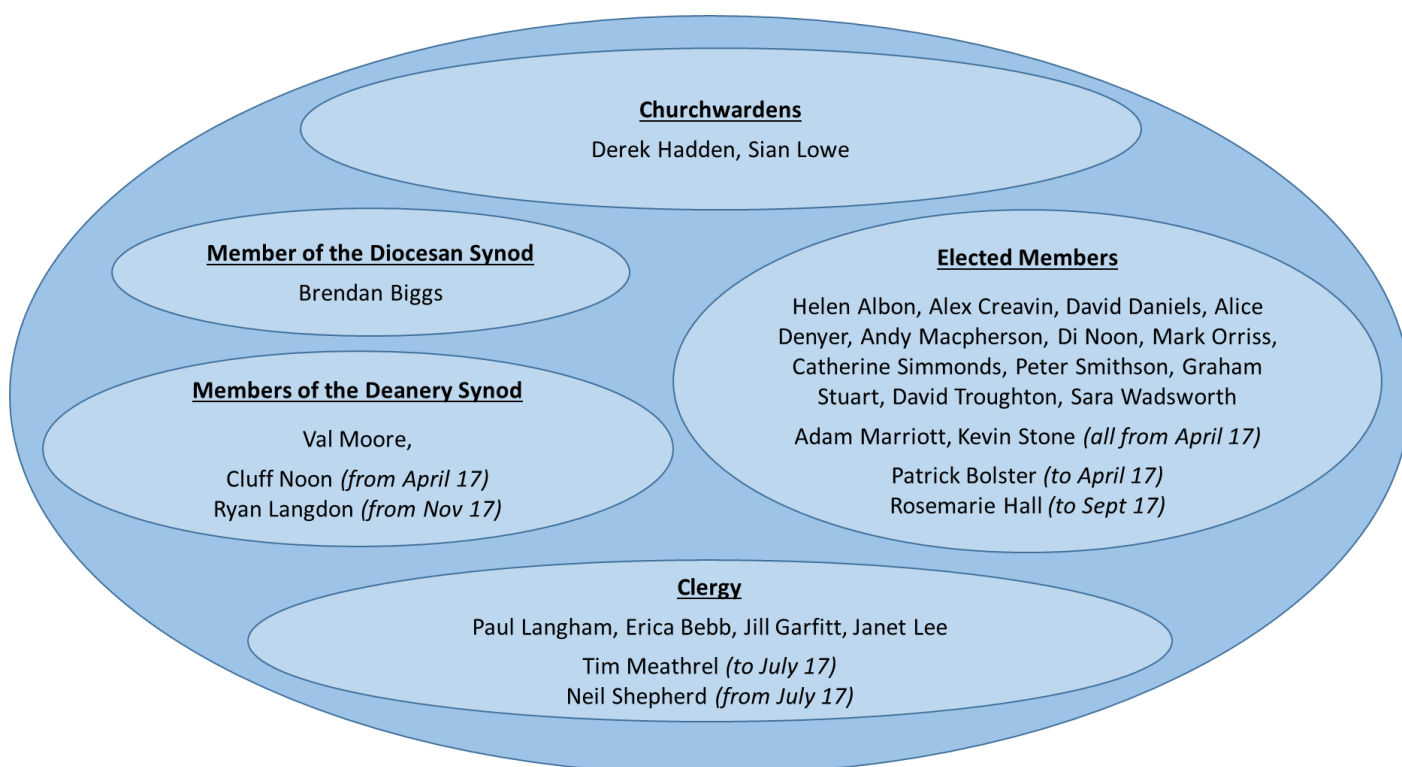 Churchwardens
Derek Hadden, Sian Lowe
Member of the Diocesan Synod
Brendan Biggs
Members of the Deanery Synod
Val Moore,
Cluff Noon (from April 17)
Ryan Langdon (from Nov 17)
Elected Members
Helen Albon, Alex Creavin, David Daniels, Alice
Denyer, Andy Macpherson, Di Noon, Mark Orriss,
Catherine Simmonds, Peter Smithson, Graham
Stuart, David Troughton, Sara Wadsworth
Adam Marriott, Kevin Stone (all from April 17)
Patrick Bolster (to April 17)
Rosemarie Hall (to Sept 17)
Clergy
Paul Langham, Erica Bebb, Jill Garfitt, Janet Lee
Tim Meathrel (to July 17)
Neil Shepherd (from July 17)